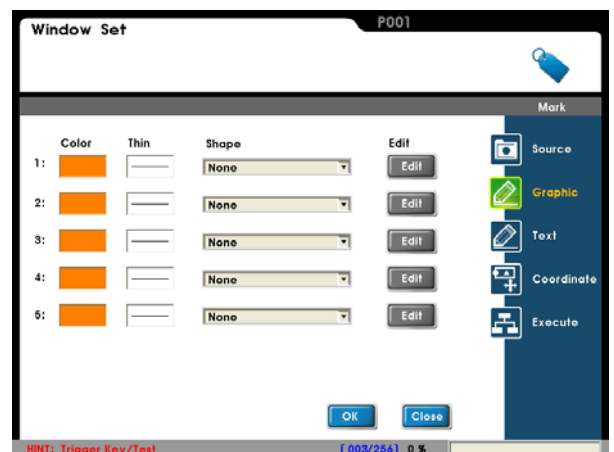 Window Set
P001
Mark
Color Thin Shape Edit
1: None Edit
2: None Edit
3: None Edit
4: None Edit
5: None Edit
Source
Graphic
Text
Coordinate
Execute
OK Close
HINT: Trigger Key/Test [003/256] 0 %